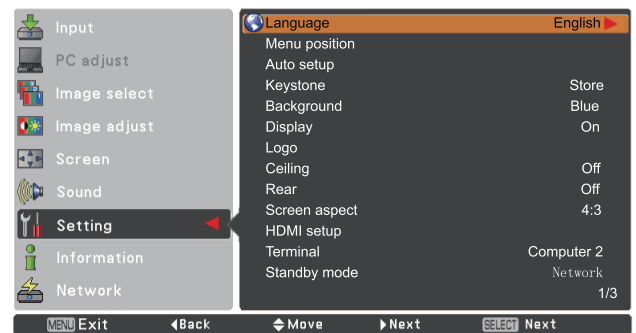 Input
PC adjust
Image select
Image adjust
Screen
Sound
Setting
Information
Network
Language English
Menu position
Auto setup
Keystone Store
Background Blue
Display On
Logo
Ceiling Off
Rear Off
Screen aspect 4:3
HDMI setup
Terminal Computer 2
Standby mode Network
1/3
MENU Exit Back Move Next SELECT Next